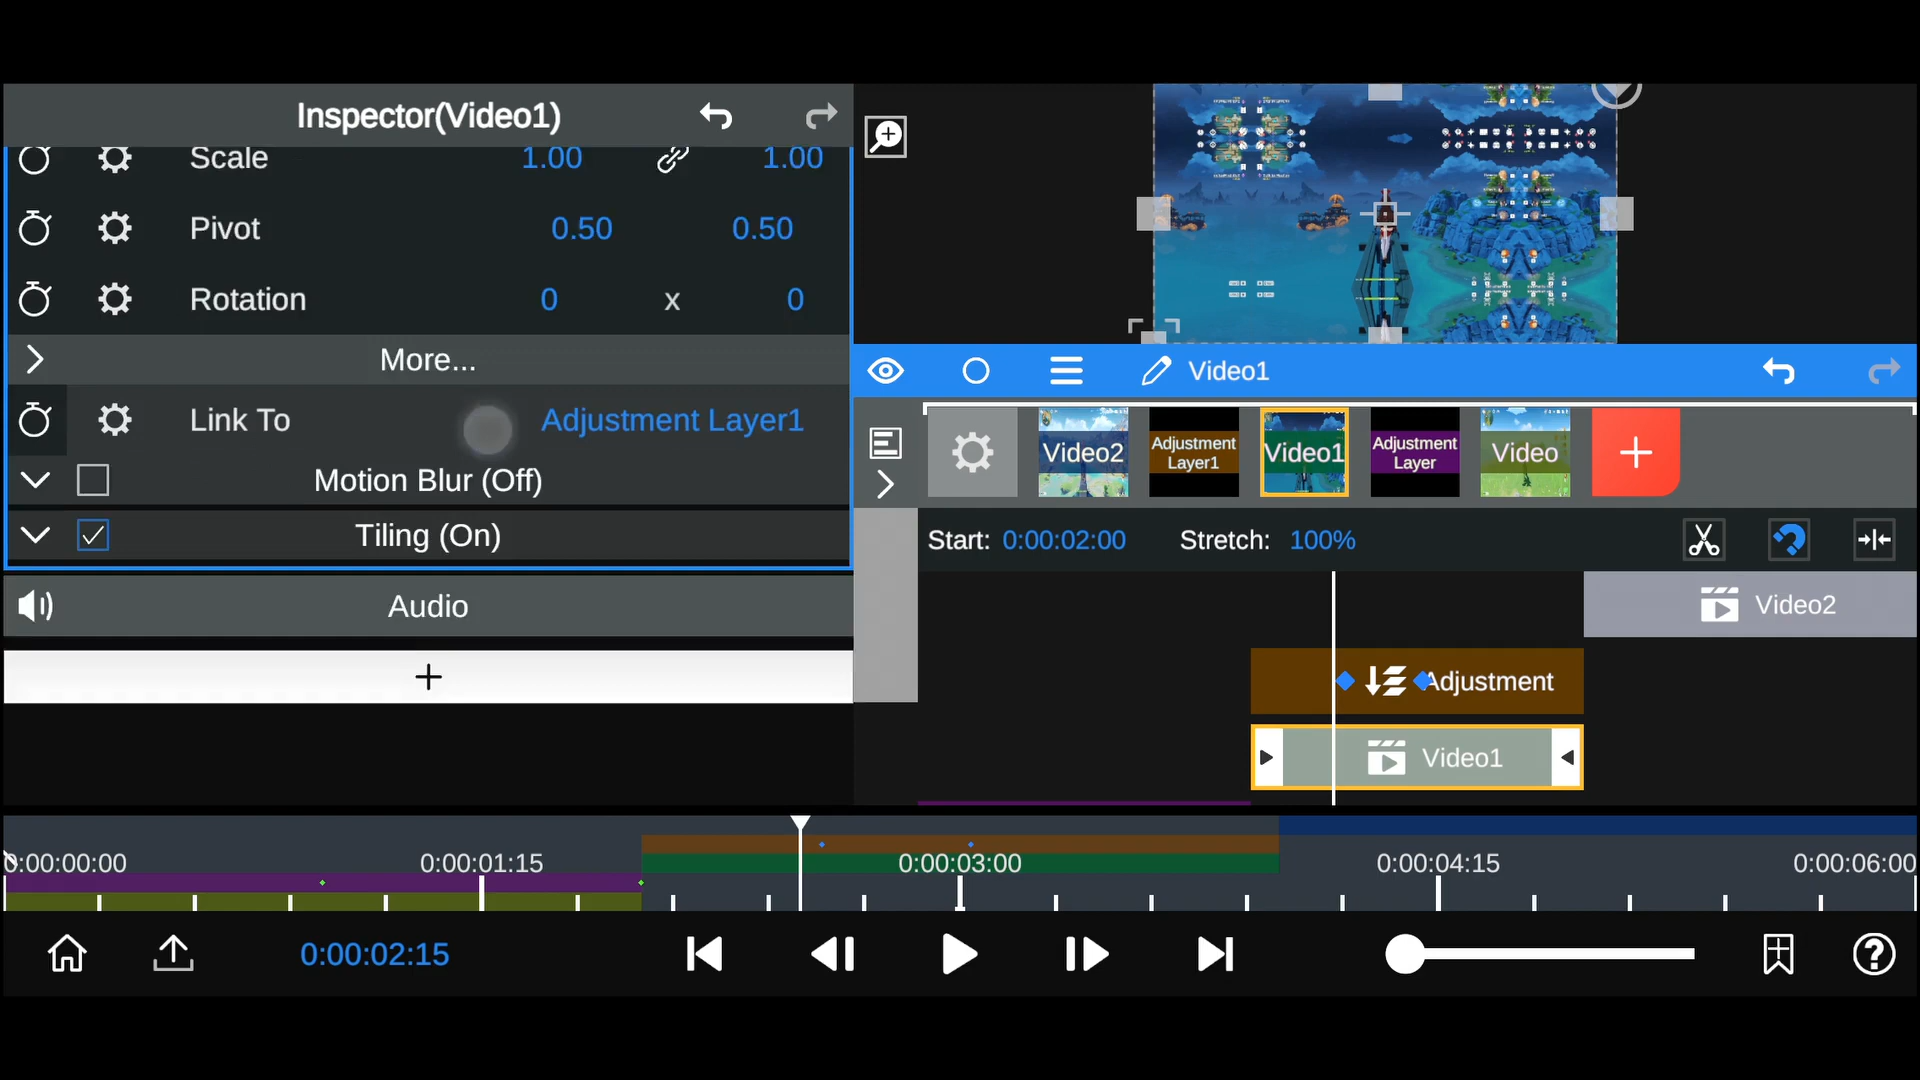 Inspector(Video1)
Scale 1.00 1.00
Pivot 0.50 0.50
Rotation 0 x 0
More...
Link To Adjustment Layer1
Motion Blur (Off)
Tiling (On)
Audio
+
Video1
Video2
Adjustment
Layer1
Video1
Adjustment
Layer
Video
+
Start: 0:00:02:00 Stretch: 100%
Video2
Adjustment
Video1
0:00:00:00 0:00:01:15 0:00:03:00 0:00:04:15 0:00:06:00
0:00:02:15
?